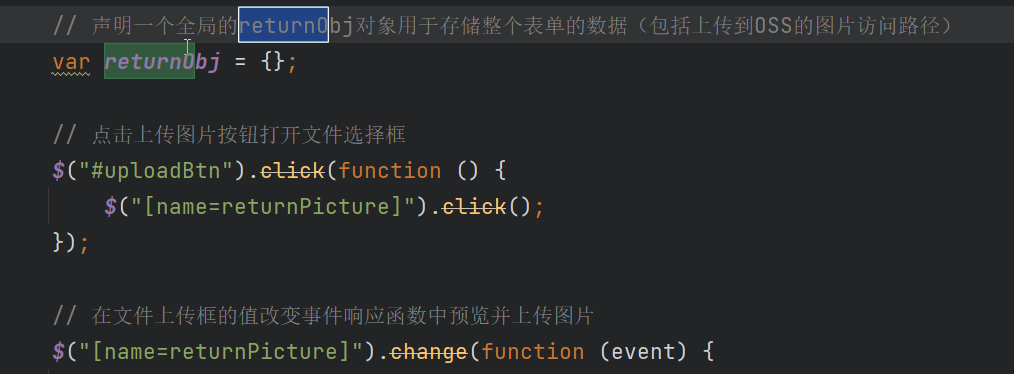 // 声明一个全局的returnObj对象用于存储整个表单的数据（包括上传到OSS的图片访问路径）
var returnObj = {};
// 点击上传图片按钮打开文件选择框
$("#uploadBtn").click(function () {
$("[name=returnPicture]").click();
});
// 在文件上传框的值改变事件响应函数中预览并上传图片
$("[name=returnPicture]").change(function (event) {